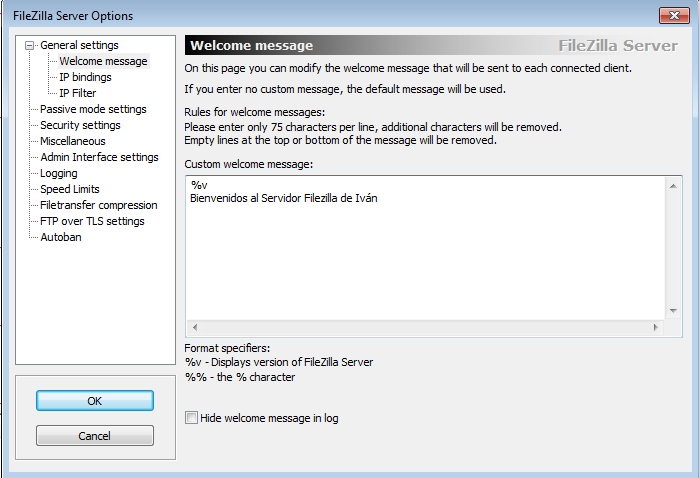 FileZilla Server Options
General settings
Welcome message
IP bindings
IP Filter
Passive mode settings
Security settings
Miscellaneous
Admin Interface settings
Logging
Speed Limits
Filetransfer compression
FTP over TLS settings
Autoban
OK
Cancel
Welcome message
FileZilla Server
On this page you can modify the welcome message that will be sent to each connected client.
If you enter no custom message, the default message will be used.
Rules for welcome messages:
Please enter only 75 characters per line, additional characters will be removed.
Empty lines at the top or bottom of the message will be removed.
Custom welcome message:
%v
Bienvenidos al Servidor Filezilla de Iván
Format specifiers:
%v - Displays version of FileZilla Server
%% - the % character
Hide welcome message in log